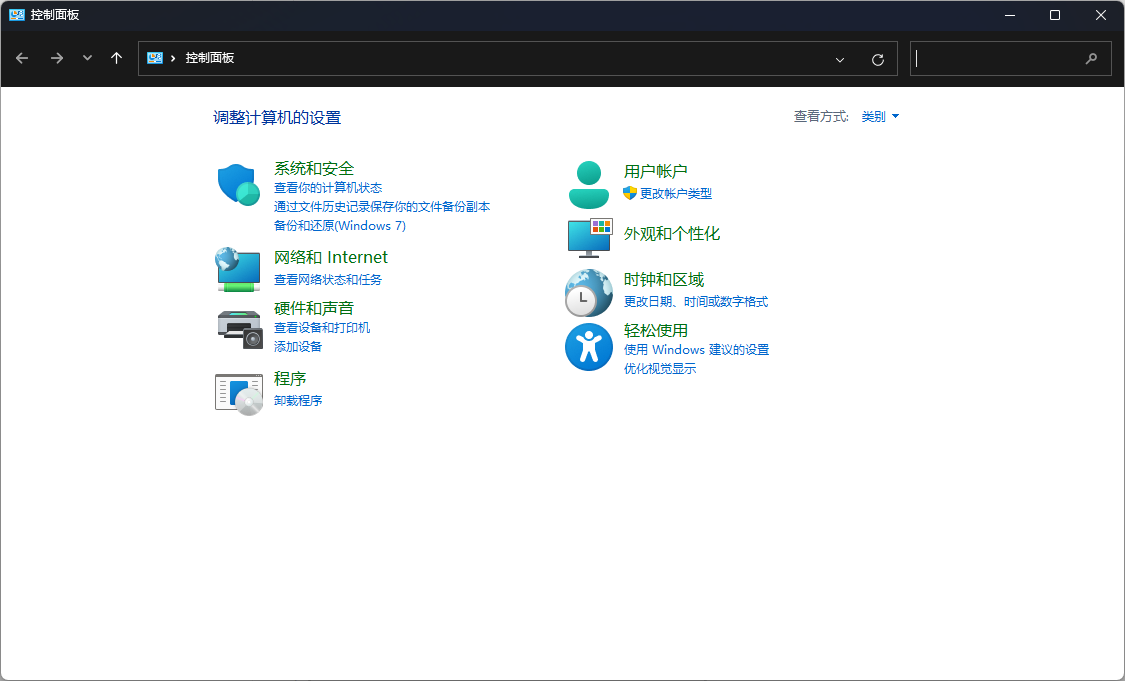 控制面板
控制面板
调整计算机的设置
查看方式: 类别
系统和安全
查看你的计算机状态
通过文件历史记录保存你的文件备份副本
备份和还原(Windows 7)
网络和 Internet
查看网络状态和任务
硬件和声音
查看设备和打印机
添加设备
程序
卸载程序
用户帐户
更改帐户类型
外观和个性化
时钟和区域
更改日期、时间或数字格式
轻松使用
使用 Windows 建议的设置
优化视觉显示